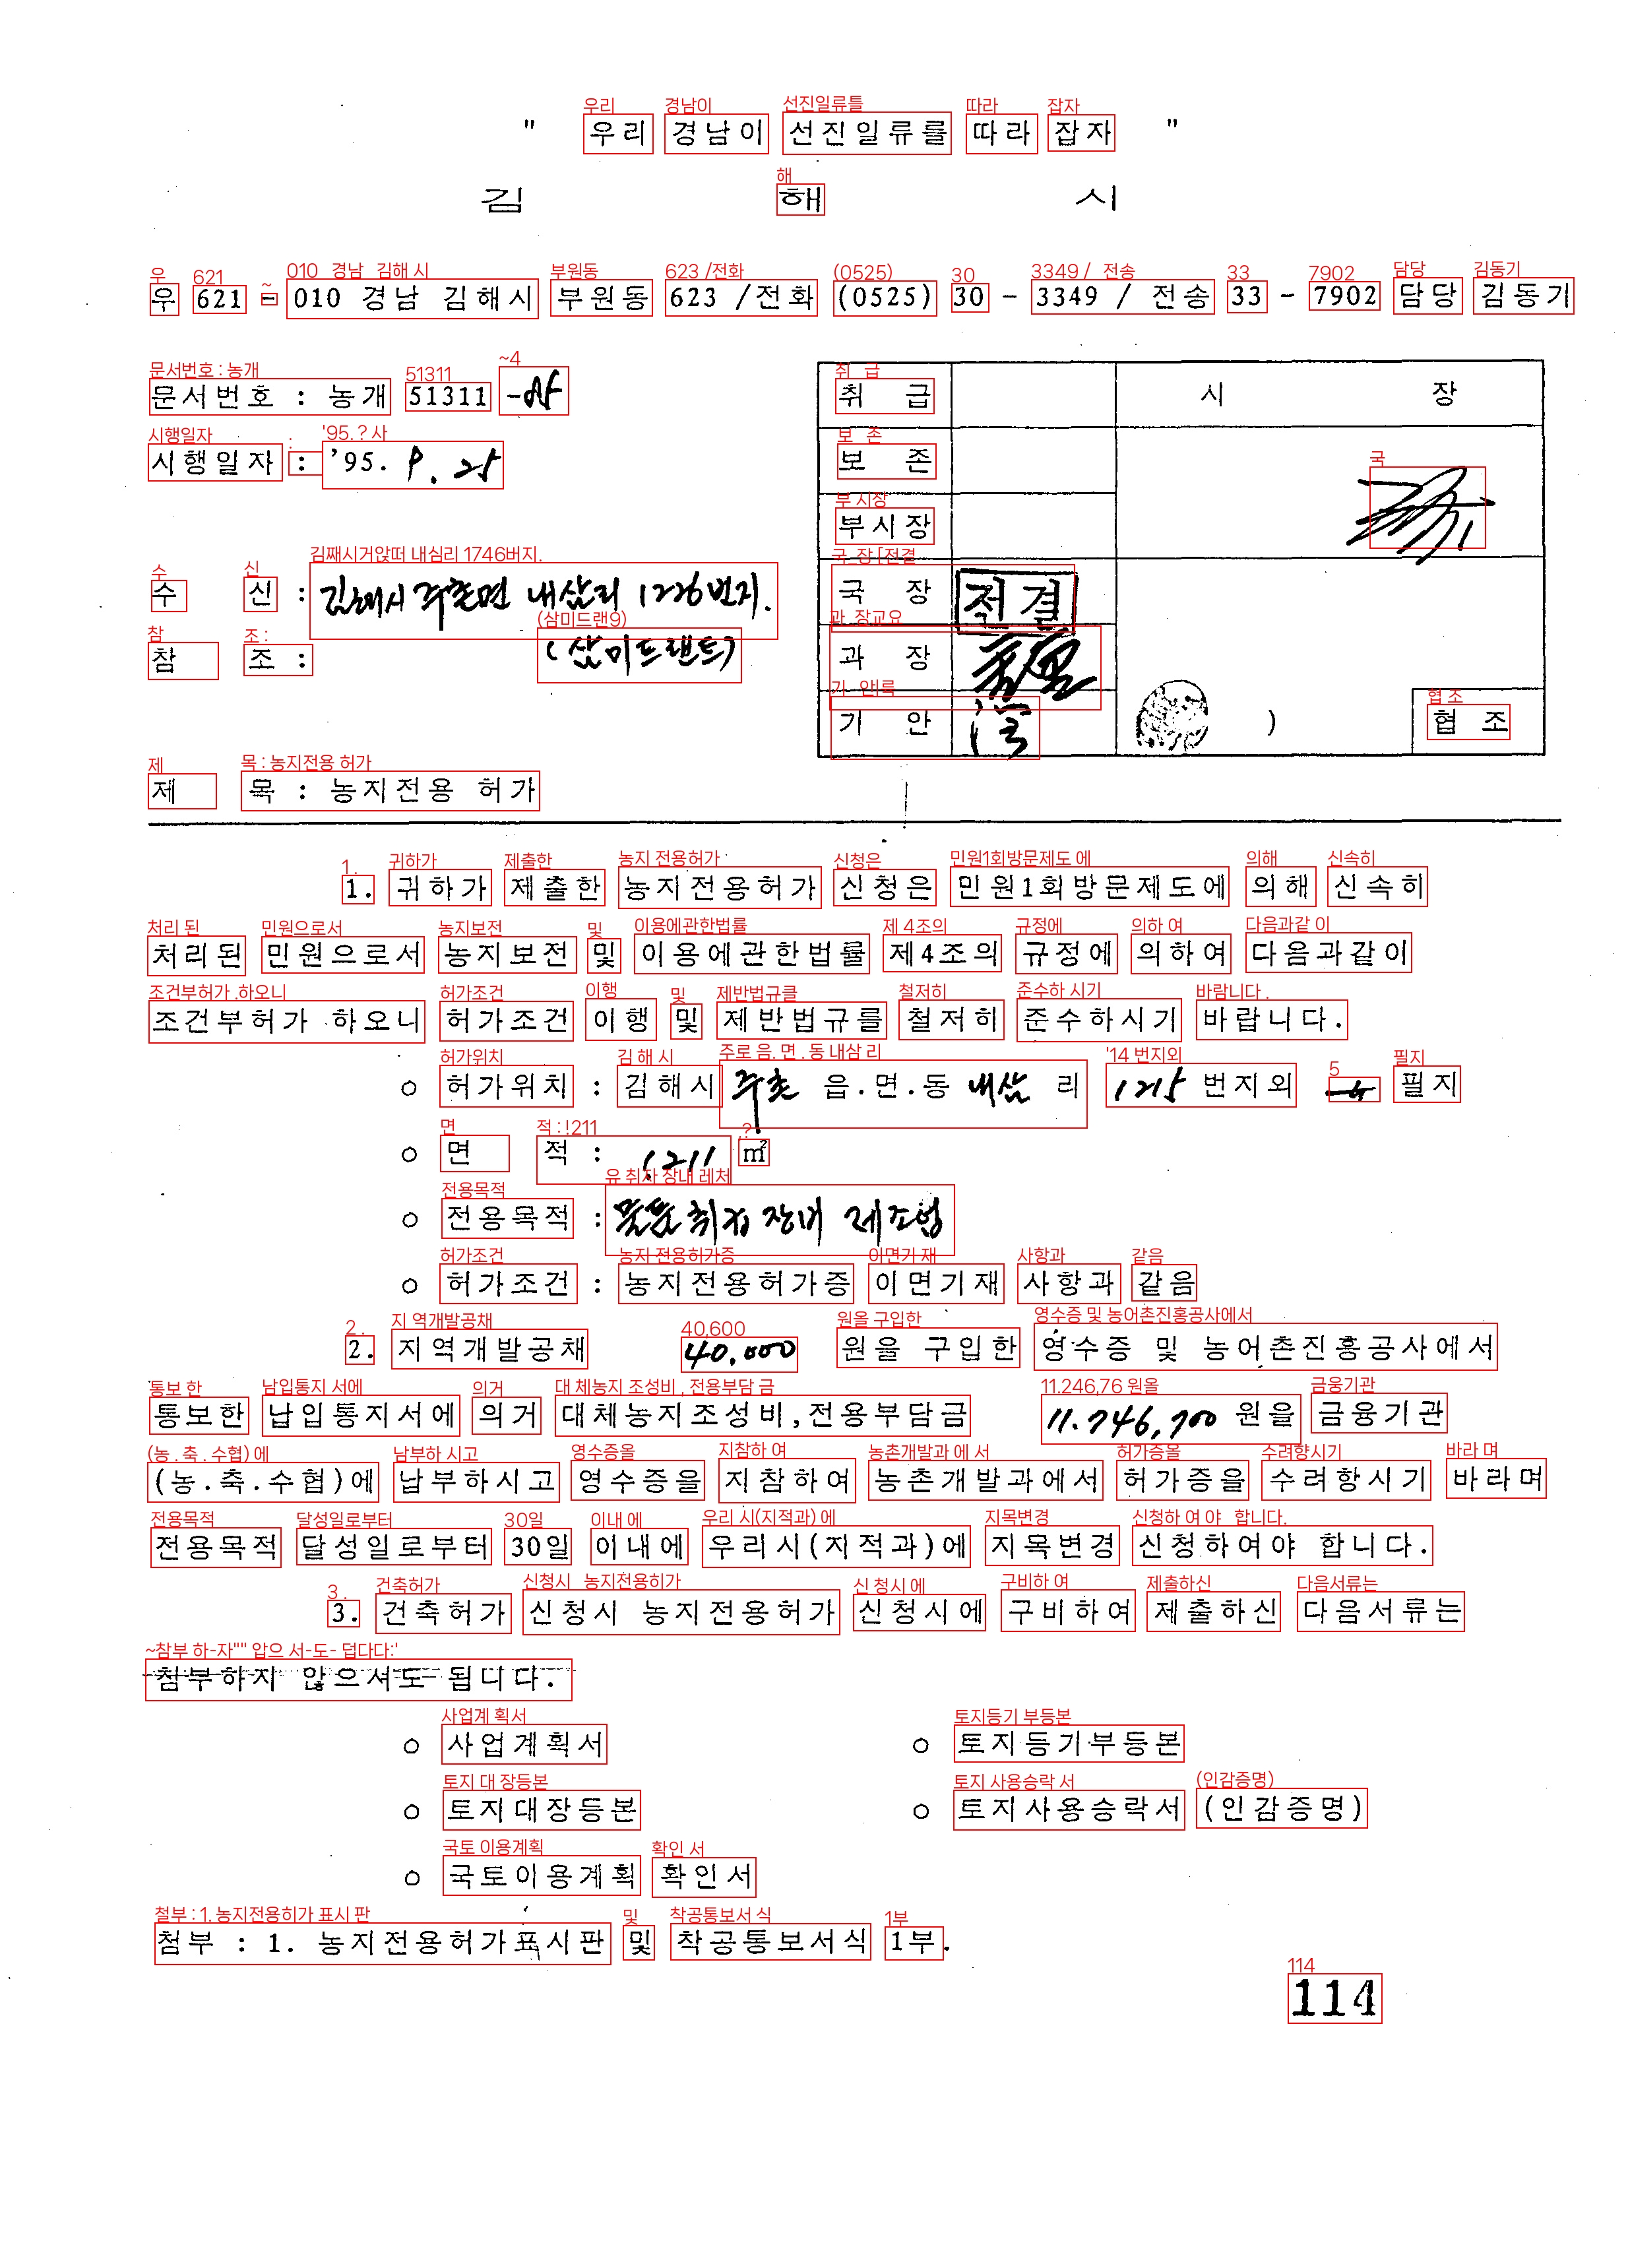 " 우리 경남이 선진일류를 따라 잡자 "
김 해 시
우 621 - 010 경남 김해시 부원동 623 /전화 (0525) 30 - 3349 / 전송 33 - 7902 담당 김동기
문서번호 : 농개 51311 -
시행일자 : '95. 9. 25
수 신 : 김해시 주촌면 내삼리 1226번지.
참 조 : (삼미트랜트)
취 급
시 장
보 존
부시장
국 장 전결
과 장
기 안
)
협 조
제 목 : 농지전용 허가
1. 귀하가 제출한 농지전용허가 신청은 민원1회방문제도에 의해 신속히
처리된 민원으로서 농지보전 및 이용에관한법률 제4조의 규정에 의하여 다음과같이
조건부허가 하오니 허가조건 이행 및 제반법규를 철저히 준수하시기 바랍니다.
o 허가위치 : 김해시 주촌 읍.면.동 내삼 리 1215 번지외 필지
o 면 적 : 1211 ㎡
o 전용목적 : 물품취급장비 제조업
o 허가조건 : 농지전용허가증 이면기재 사항과 같음
2. 지역개발공채 40,000 원을 구입한 영수증 및 농어촌진흥공사에서
통보한 납입통지서에 의거 대체농지조성비,전용부담금 11.746,700 원을 금융기관
(농.축.수협)에 납부하시고 영수증을 지참하여 농촌개발과에서 허가증을 수려항시기 바라며
전용목적 달성일로부터 30일 이내에 우리시(지적과)에 지목변경 신청하여야 합니다.
3. 건축허가 신청시 농지전용허가 신청시에 구비하여 제출하신 다음서류는
첨부하지 않으셔도 됩니다.
o 사업계획서 o 토지등기부등본
o 토지대장등본 o 토지사용승락서 (인감증명)
o 국토이용계획 확인서
첨부 : 1. 농지전용허가표시판 및 착공통보서식 1부.
114